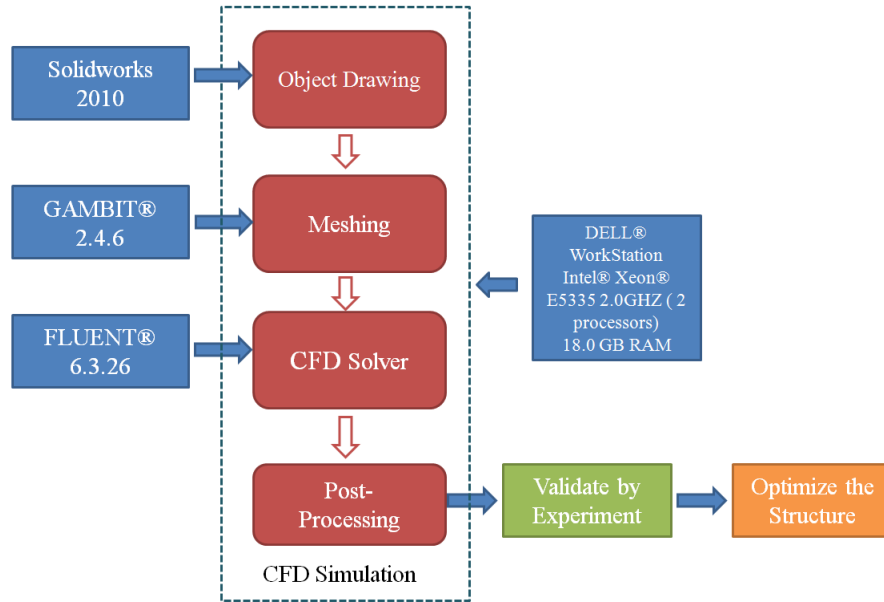 Solidworks
2010
Object Drawing
GAMBIT®
2.4.6
Meshing
DELL®
WorkStation
Intel® Xeon®
E5335 2.0GHZ ( 2
processors)
18.0 GB RAM
FLUENT®
6.3.26
CFD Solver
Post-
Processing
Validate by
Experiment
Optimize the
Structure
CFD Simulation